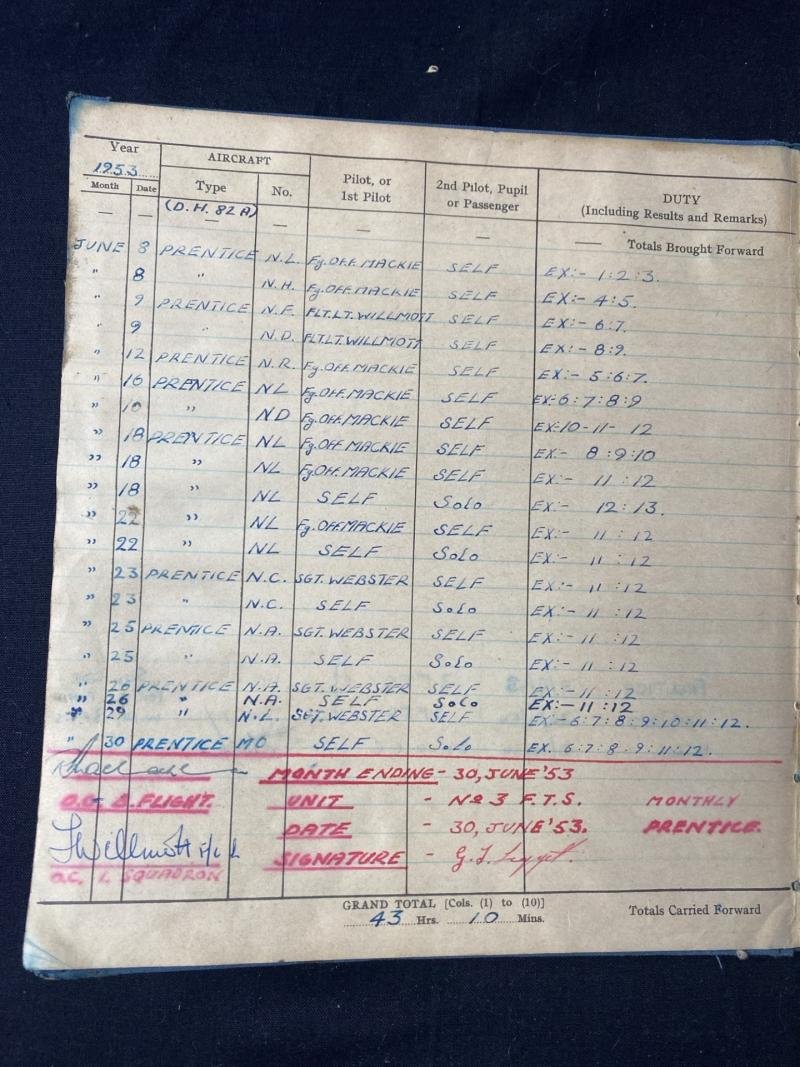 Year AIRCRAFT Pilot, or 1st Pilot 2nd Pilot, Pupil or Passenger DUTY (Including Results and Remarks)
1953
Month Date Type No.
(D.H. 82A)
— — — — — — — Totals Brought Forward
JUNE 8 PRENTICE N.L. Fg.OFF.MACKIE SELF EX:- 1:2:3.
" 8 " N.H. Fg.OFF.MACKIE SELF EX:- 4:5.
" 9 PRENTICE N.F. FLT.LT.WILLMOTT SELF EX:- 6:7.
" 9 " N.D. FLT.LT.WILLMOTT SELF EX:- 8:9.
" 12 PRENTICE N.R. Fg.OFF.MACKIE SELF EX:- 5:6:7.
" 16 PRENTICE NL Fg.OFF.MACKIE SELF EX:-6:7:8:9
" 16 " ND Fg.OFF.MACKIE SELF EX:-10-11-12
" 18 PRENTICE NL Fg.OFF.MACKIE SELF EX:- 8:9:10
" 18 " NL Fg.OFF.MACKIE SELF EX:- 11:12
" 18 " NL SELF Solo EX:- 12:13.
" 22 " NL Fg.OFF.MACKIE SELF EX:- 11:12
" 22 " NL SELF Solo EX:- 11:12
" 23 PRENTICE N.C. SGT. WEBSTER SELF EX:- 11:12
" 23 " N.C. SELF Solo EX:- 11:12
" 25 PRENTICE N.A. SGT. WEBSTER SELF EX:- 11:12
" 25 " N.A. SELF Solo EX:- 11:12
" 26 PRENTICE N.A. SGT. WEBSTER SELF EX:- 11:12
" 26 " N.A. SELF SOLO EX:- 11:12
" 29 " N.L. SGT. WEBSTER SELF EX:-6:7:8:9:10:11:12.
" 30 PRENTICE MO SELF Solo EX. 6:7:8:9:11:12.
MONTH ENDING - 30, JUNE '53
O.C. FLIGHT. UNIT - No 3 F.T.S. MONTHLY
DATE - 30, JUNE '53. PRENTICE.
Willmott F/Lt SIGNATURE -
O.C. 1. SQUADRON
GRAND TOTAL [Cols. (1) to (10)] Totals Carried Forward
43 Hrs. 10 Mins.